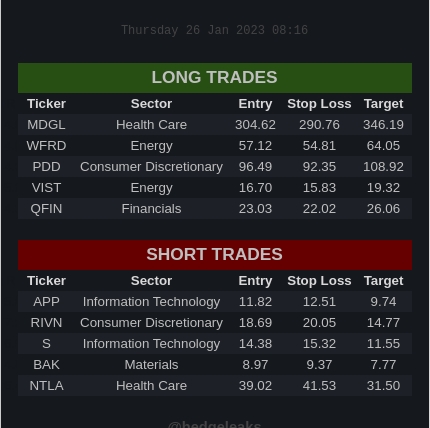 Thursday 26 Jan 2023 08:16
LONG TRADES
Ticker Sector Entry Stop Loss Target
MDGL Health Care 304.62 290.76 346.19
WFRD Energy 57.12 54.81 64.05
PDD Consumer Discretionary 96.49 92.35 108.92
VIST Energy 16.70 15.83 19.32
QFIN Financials 23.03 22.02 26.06
SHORT TRADES
Ticker Sector Entry Stop Loss Target
APP Information Technology 11.82 12.51 9.74
RIVN Consumer Discretionary 18.69 20.05 14.77
S Information Technology 14.38 15.32 11.55
BAK Materials 8.97 9.37 7.77
NTLA Health Care 39.02 41.53 31.50
@hedgeleaks